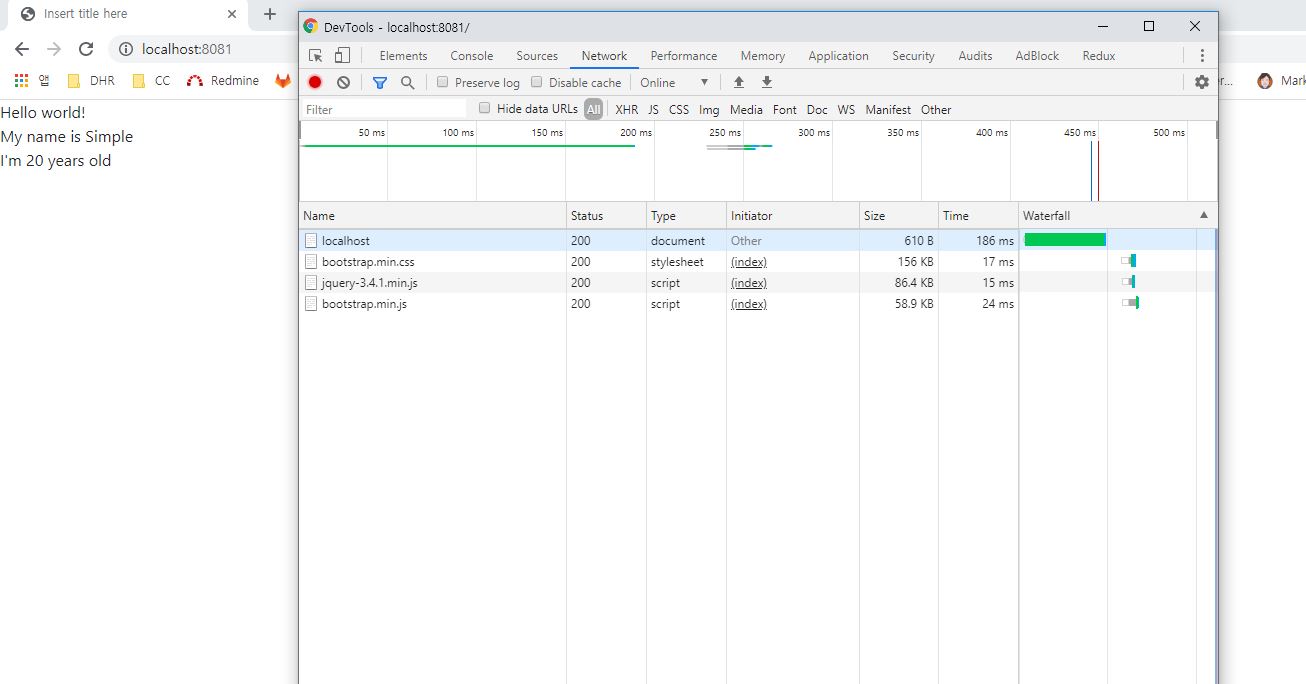 Insert title here
DevTools - localhost:8081/
localhost:8081
앱 DHR CC Redmine
er... Mark
Hello world!
My name is Simple
I'm 20 years old
Elements Console Sources Network Performance Memory Application Security Audits AdBlock Redux
Preserve log Disable cache Online
Filter Hide data URLs All XHR JS CSS Img Media Font Doc WS Manifest Other
50 ms 100 ms 150 ms 200 ms 250 ms 300 ms 350 ms 400 ms 450 ms 500 ms
Name Status Type Initiator Size Time Waterfall
localhost 200 document Other 610 B 186 ms
bootstrap.min.css 200 stylesheet (index) 156 KB 17 ms
jquery-3.4.1.min.js 200 script (index) 86.4 KB 15 ms
bootstrap.min.js 200 script (index) 58.9 KB 24 ms